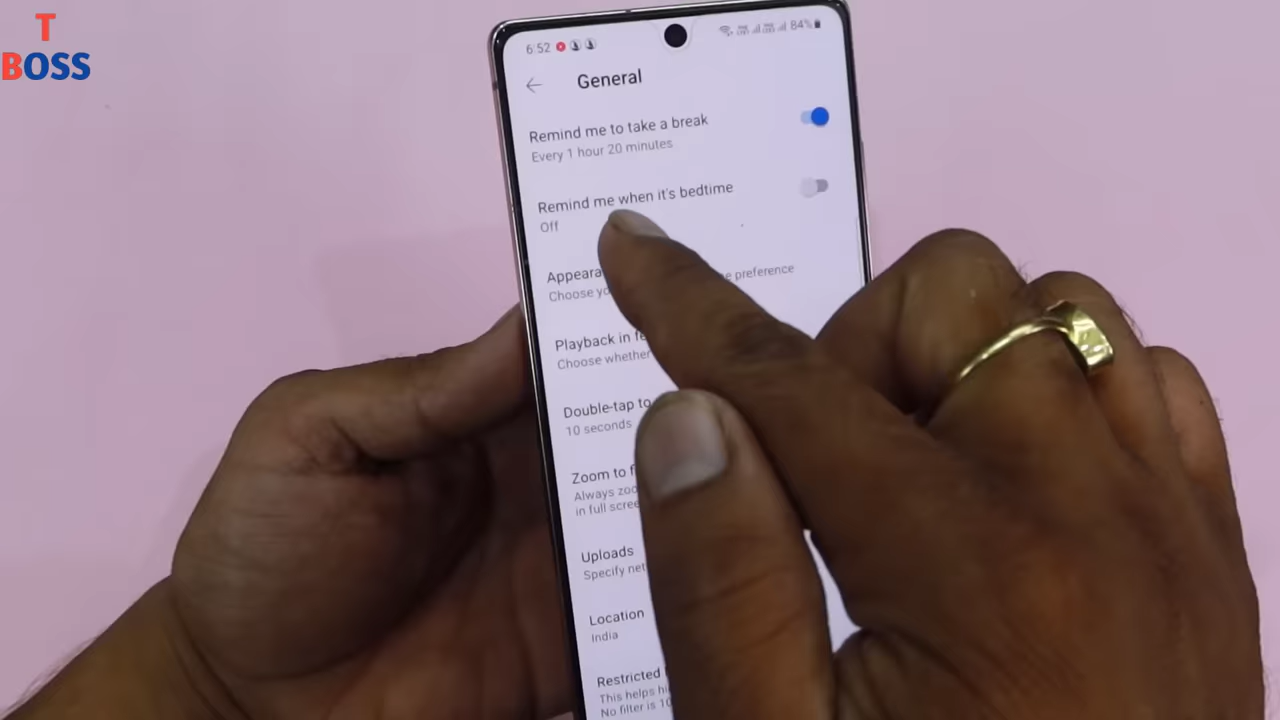 T
BOSS
6:52
84%
General
Remind me to take a break
Every 1 hour 20 minutes
Remind me when it's bedtime
Off
Appeara
Choose yo preference
Playback in fe
Choose whether
Double-tap to
10 seconds
Zoom to f
Always zoo
in full scree
Uploads
Specify net
Location
India
Restricted
This helps hi
No filter is 10